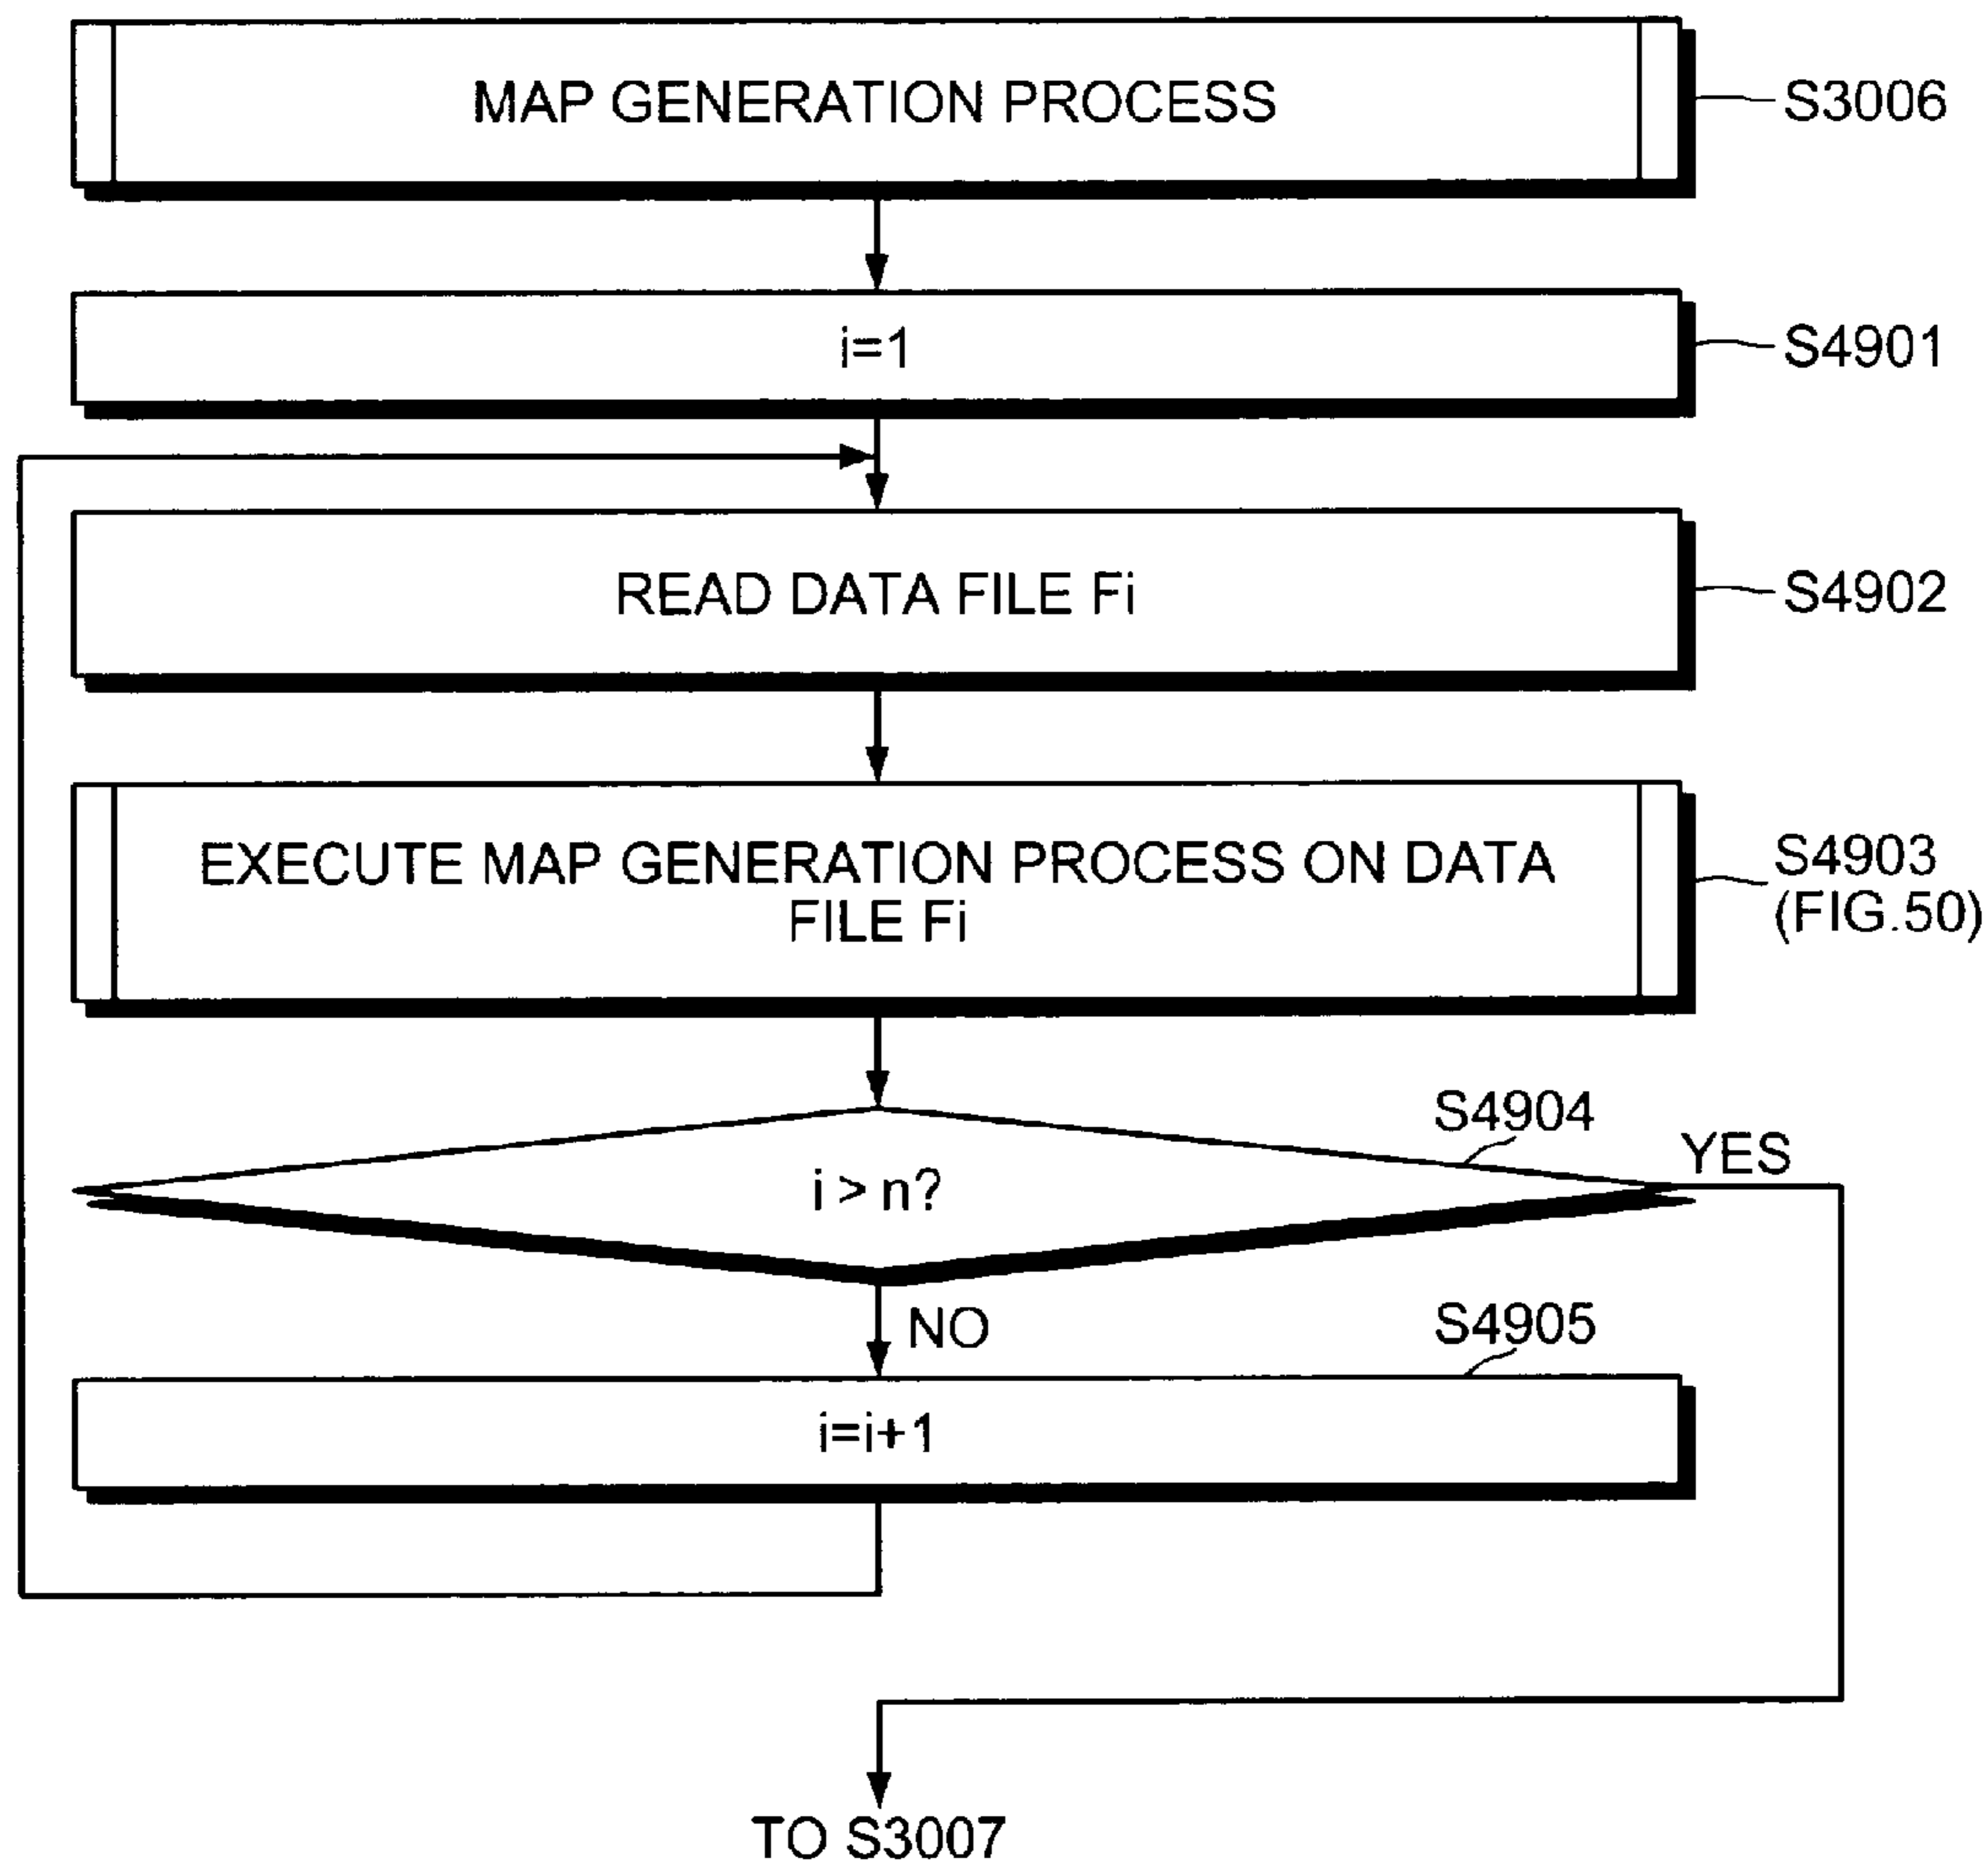 MAP GENERATION PROCESS
S3006
i=1
S4901
READ DATA FILE Fi
S4902
EXECUTE MAP GENERATION PROCESS ON DATA
FILE Fi
S4903
(FIG.50)
S4904
YES
i > n?
NO
S4905
i=i+1
TO S3007